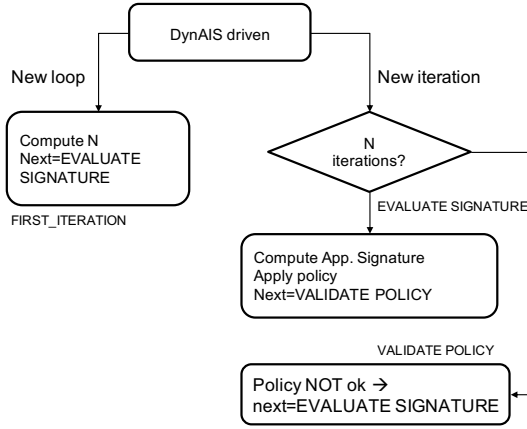 DynAIS driven
New loop
New iteration
Compute N
Next=EVALUATE
SIGNATURE
FIRST_ITERATION
N
iterations?
EVALUATE SIGNATURE
Compute App. Signature
Apply policy
Next=VALIDATE POLICY
VALIDATE POLICY
Policy NOT ok →
next=EVALUATE SIGNATURE